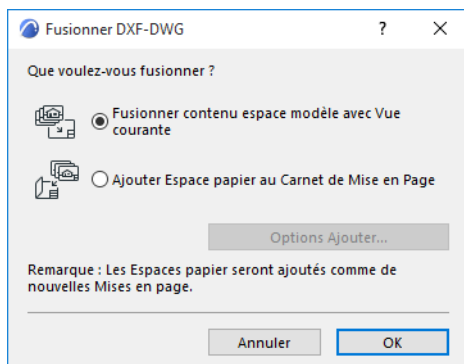 Fusionner DXF-DWG
?
Que voulez-vous fusionner ?
Fusionner contenu espace modèle avec Vue
courante
Ajouter Espace papier au Carnet de Mise en Page
Options Ajouter...
Remarque : Les Espaces papier seront ajoutés comme de
nouvelles Mises en page.
Annuler
OK